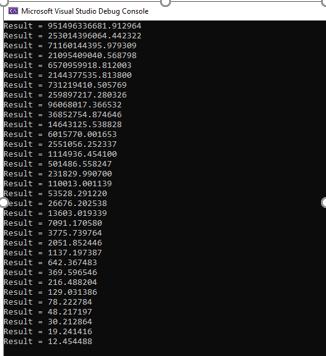 Microsoft Visual Studio Debug Console
Result = 951496336681.912964
Result = 253014396064.442322
Result = 71160144395.979309
Result = 21095409040.568798
Result = 6570959918.812003
Result = 2144377535.813800
Result = 731219410.505769
Result = 259897217.280326
Result = 96068017.366532
Result = 36852754.874646
Result = 14643125.538828
Result = 6015770.001653
Result = 2551056.252337
Result = 1114936.454100
Result = 501486.558247
Result = 231829.990700
Result = 110013.001139
Result = 53528.291220
Result = 26676.202538
Result = 13603.019339
Result = 7091.170580
Result = 3775.739764
Result = 2051.852446
Result = 1137.197387
Result = 642.367483
Result = 369.596546
Result = 216.488204
Result = 129.031386
Result = 78.222784
Result = 48.217197
Result = 30.212864
Result = 19.241416
Result = 12.454488